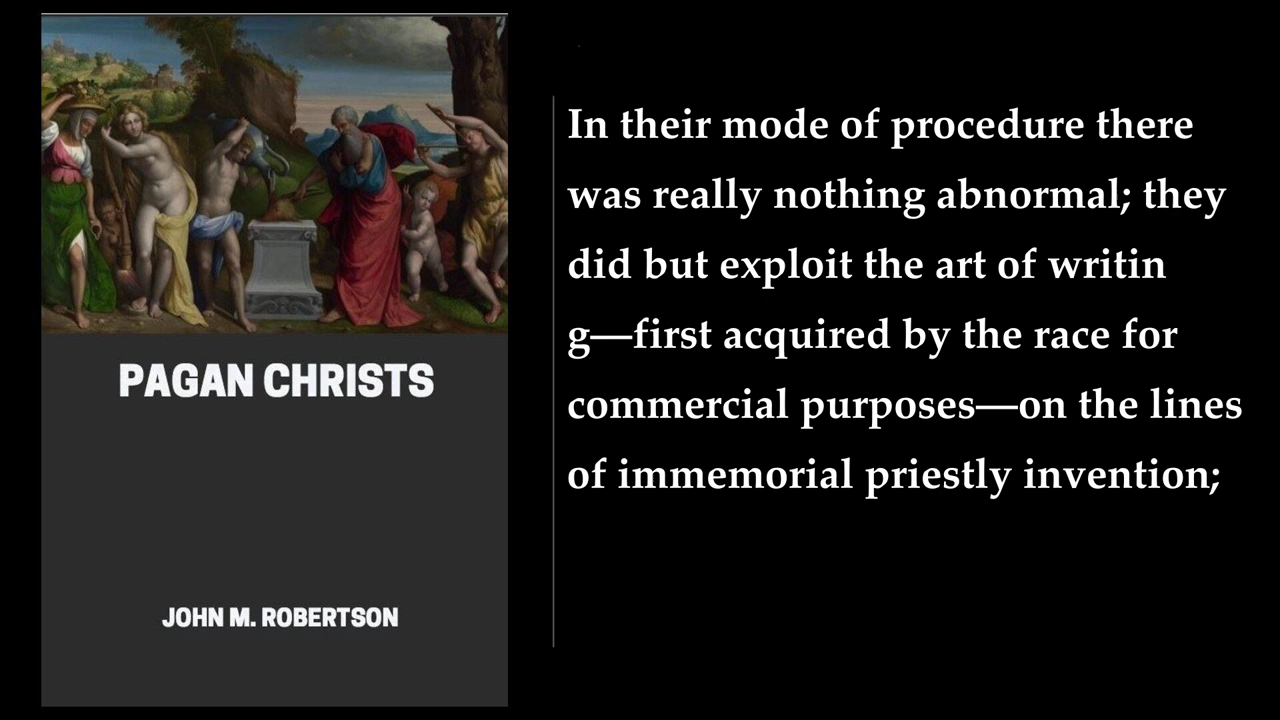 PAGAN CHRISTS
JOHN M. ROBERTSON
In their mode of procedure there
was really nothing abnormal; they
did but exploit the art of writin
g—first acquired by the race for
commercial purposes—on the lines
of immemorial priestly invention;